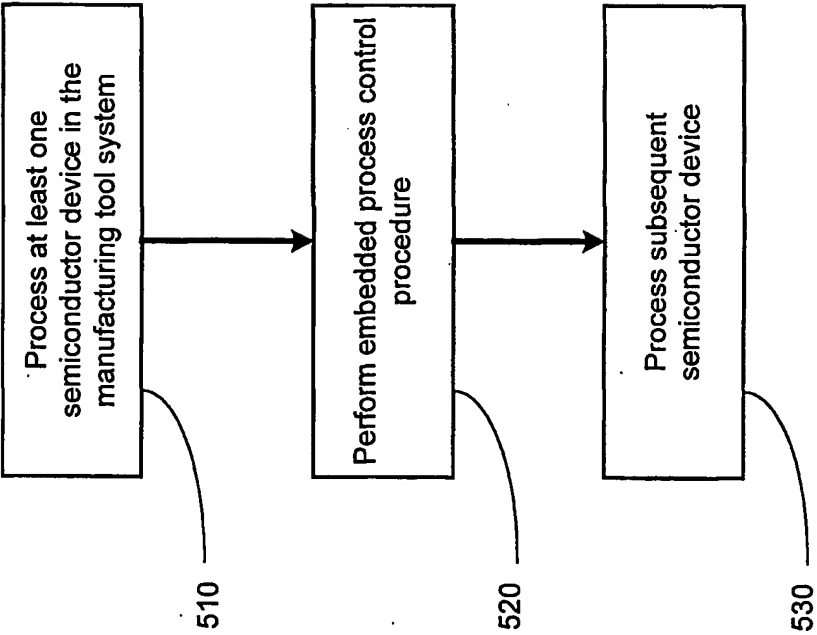 Process at least one
semiconductor device in the
manufacturing tool system
510
Perform embedded process control
procedure
520
Process subsequent
semiconductor device
530